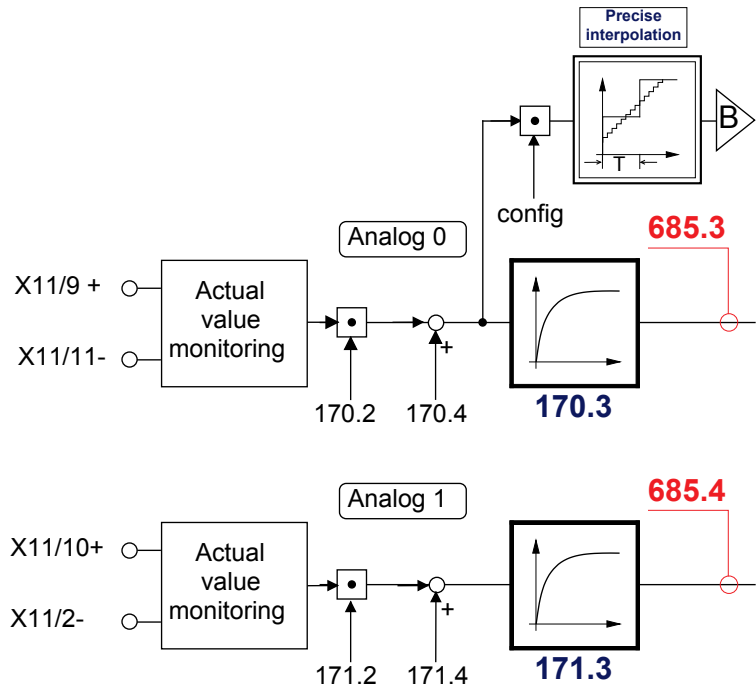 Precise
interpolation
B
T
config
Analog 0
685.3
X11/9 +
Actual
value
monitoring
X11/11-
+
170.2
170.4
170.3
Analog 1
685.4
X11/10+
Actual
value
monitoring
X11/2-
+
171.2
171.4
171.3